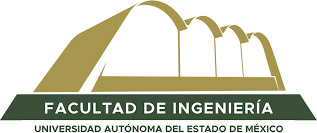 FACULTAD DE INGENIERÍA
UNIVERSIDAD AUTÓNOMA DEL ESTADO DE MÉXICO